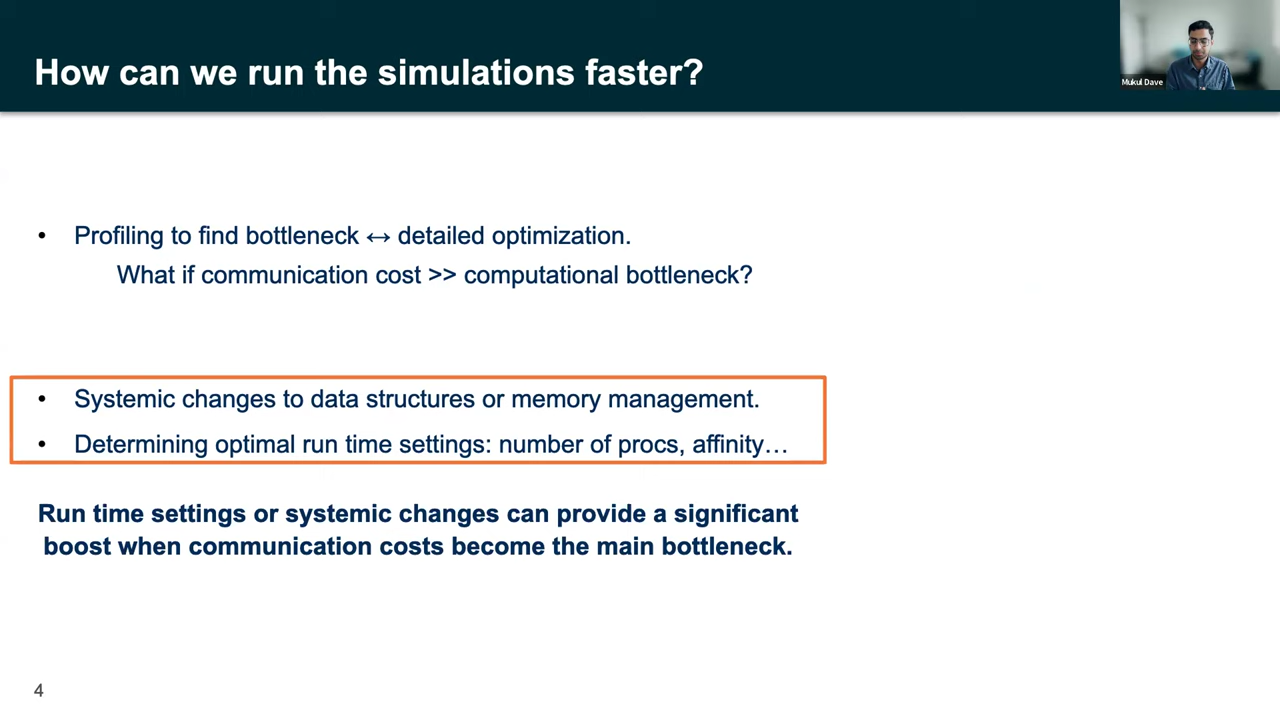 How can we run the simulations faster?
Mukul Dave
• Profiling to find bottleneck ↔ detailed optimization.
What if communication cost >> computational bottleneck?
• Systemic changes to data structures or memory management.
• Determining optimal run time settings: number of procs, affinity…
Run time settings or systemic changes can provide a significant
boost when communication costs become the main bottleneck.
4